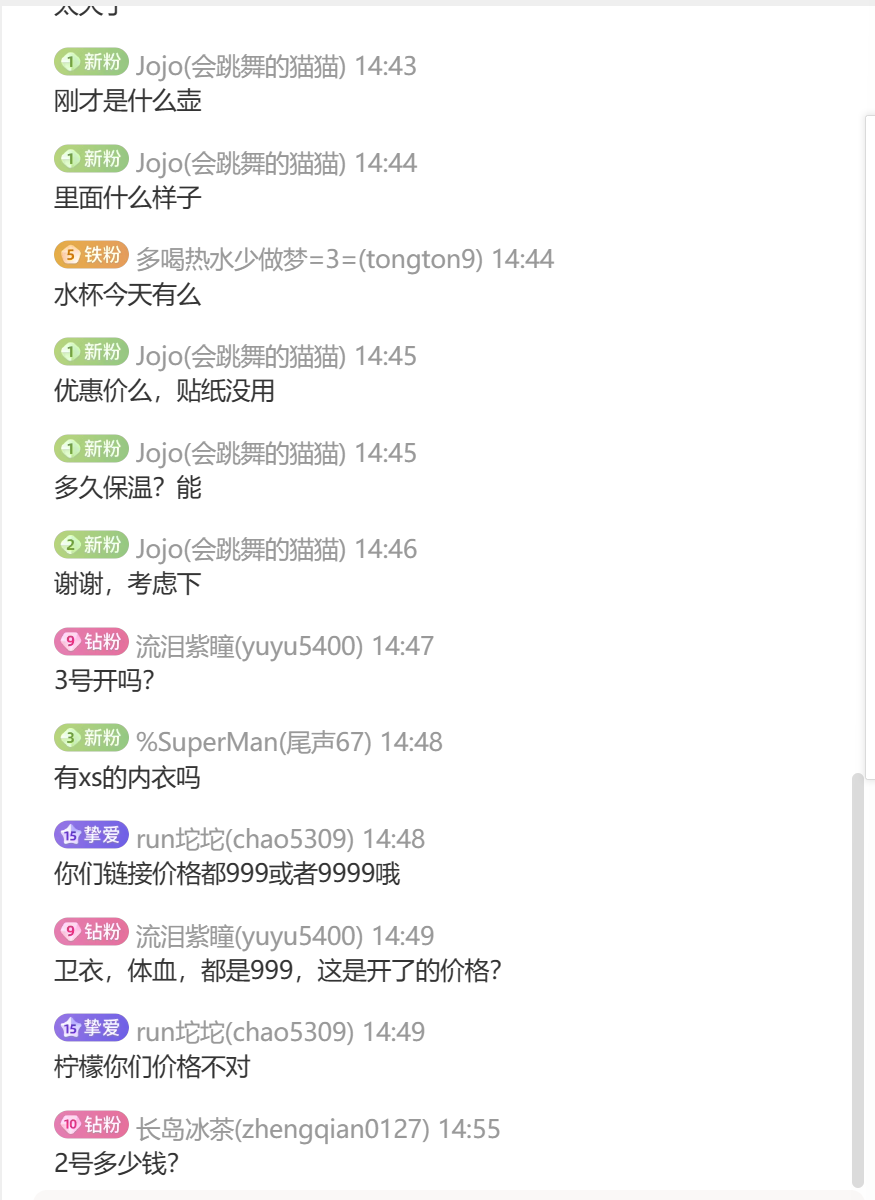 1 新粉 Jojo(会跳舞的猫猫) 14:43
刚才是什么壶
1 新粉 Jojo(会跳舞的猫猫) 14:44
里面什么样子
5 铁粉 多喝热水少做梦=3=(tongton9) 14:44
水杯今天有么
1 新粉 Jojo(会跳舞的猫猫) 14:45
优惠价么，贴纸没用
1 新粉 Jojo(会跳舞的猫猫) 14:45
多久保温？能
2 新粉 Jojo(会跳舞的猫猫) 14:46
谢谢，考虑下
9 钻粉 流泪紫瞳(yuyu5400) 14:47
3号开吗？
3 新粉 %SuperMan(尾声67) 14:48
有xs的内衣吗
15 挚爱 run坨坨(chao5309) 14:48
你们链接价格都999或者9999哦
9 钻粉 流泪紫瞳(yuyu5400) 14:49
卫衣，体血，都是999，这是开了的价格？
15 挚爱 run坨坨(chao5309) 14:49
柠檬你们价格不对
10 钻粉 长岛冰茶(zhengqian0127) 14:55
2号多少钱？